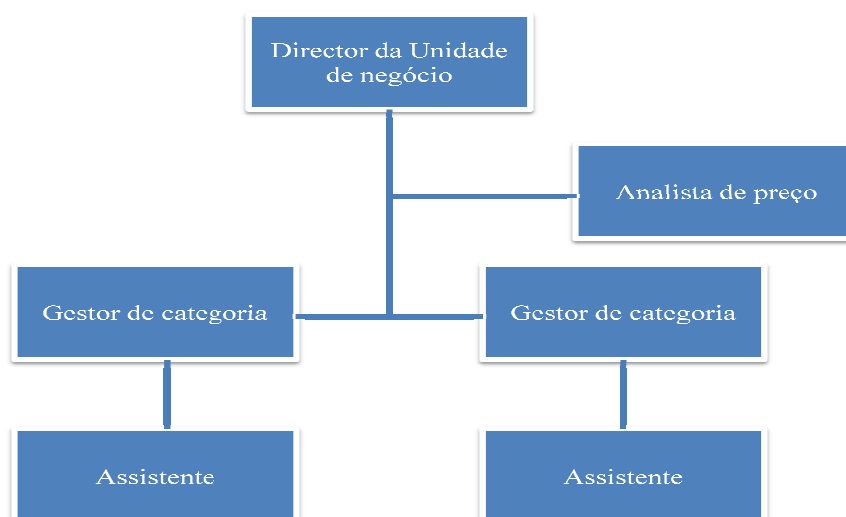 Director da Unidade
de negócio
Analista de preço
Gestor de categoria
Gestor de categoria
Assistente
Assistente